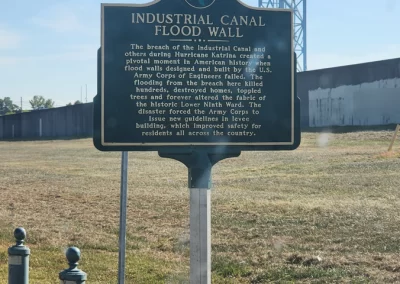 INDUSTRIAL CANAL
FLOOD WALL
The breach of the Industrial Canal and
others during Hurricane Katrina created a
pivotal moment in American history when
flood walls designed and built by the U.S.
Army Corps of Engineers failed. The
flooding from the breach here killed
hundreds, destroyed homes, toppled
trees and forever altered the fabric of
the historic Lower Ninth Ward. The
disaster forced the Army Corps to
issue new guidelines in levee
building, which improved safety for
residents all across the country.